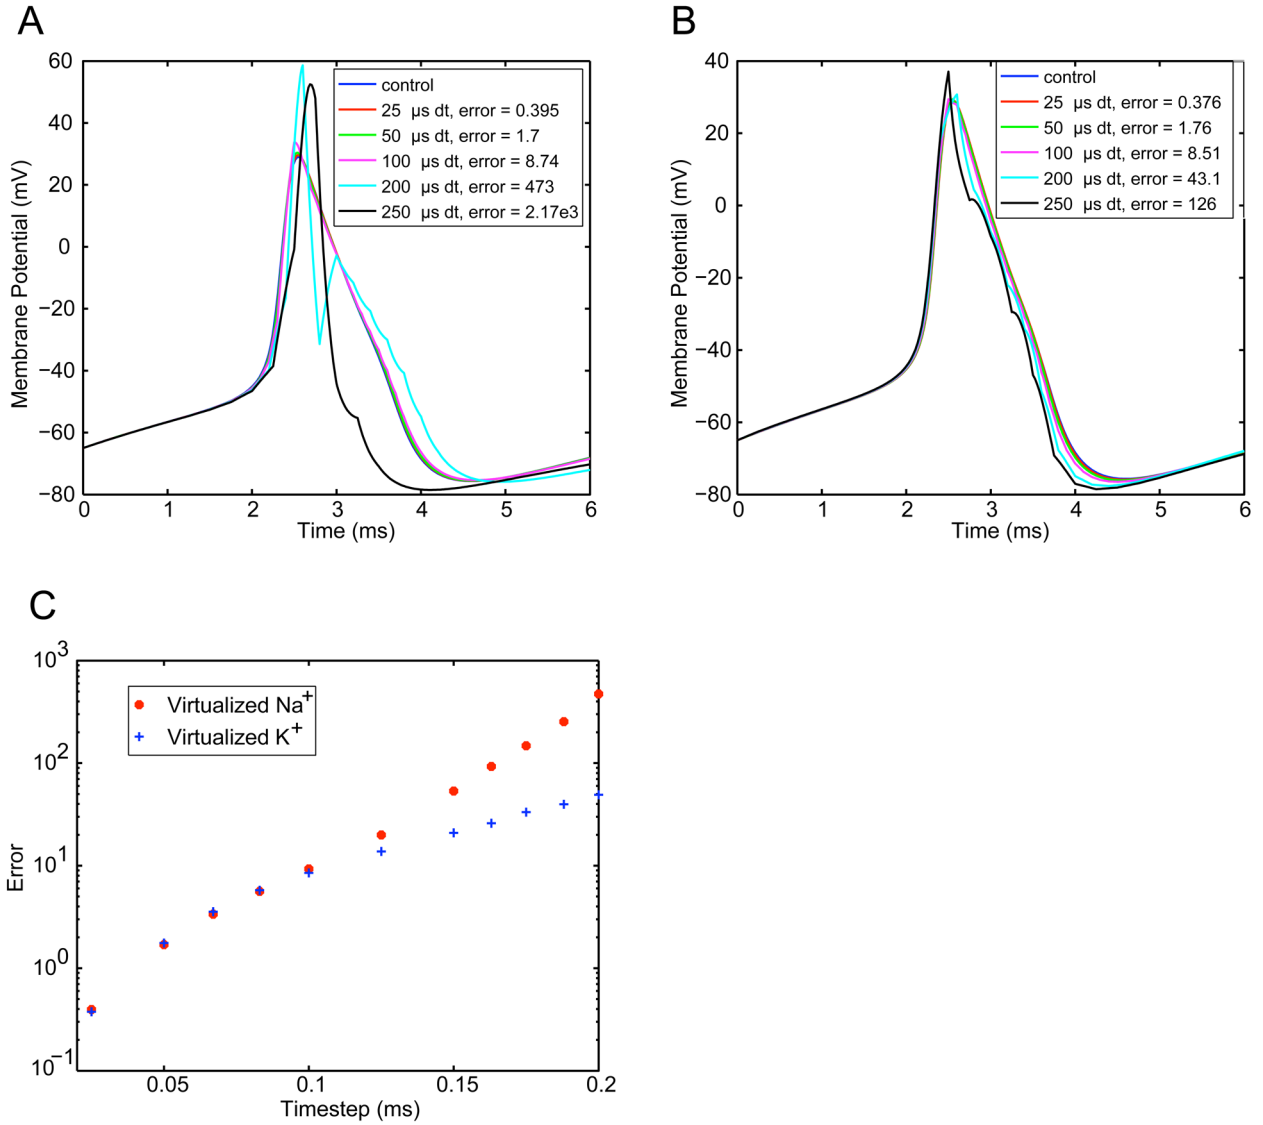 A
60
40
20
0
−20
−40
−60
−80
Membrane Potential (mV)
control
25 µs dt, error = 0.395
50 µs dt, error = 1.7
100 µs dt, error = 8.74
200 µs dt, error = 473
250 µs dt, error = 2.17e3
0 1 2 3 4 5 6
Time (ms)
B
40
20
0
−20
−40
−60
−80
Membrane Potential (mV)
control
25 µs dt, error = 0.376
50 µs dt, error = 1.76
100 µs dt, error = 8.51
200 µs dt, error = 43.1
250 µs dt, error = 126
0 1 2 3 4 5 6
Time (ms)
C
10³
10²
10¹
10⁰
10⁻¹
Error
Virtualized Na⁺
Virtualized K⁺
0.05 0.1 0.15 0.2
Timestep (ms)